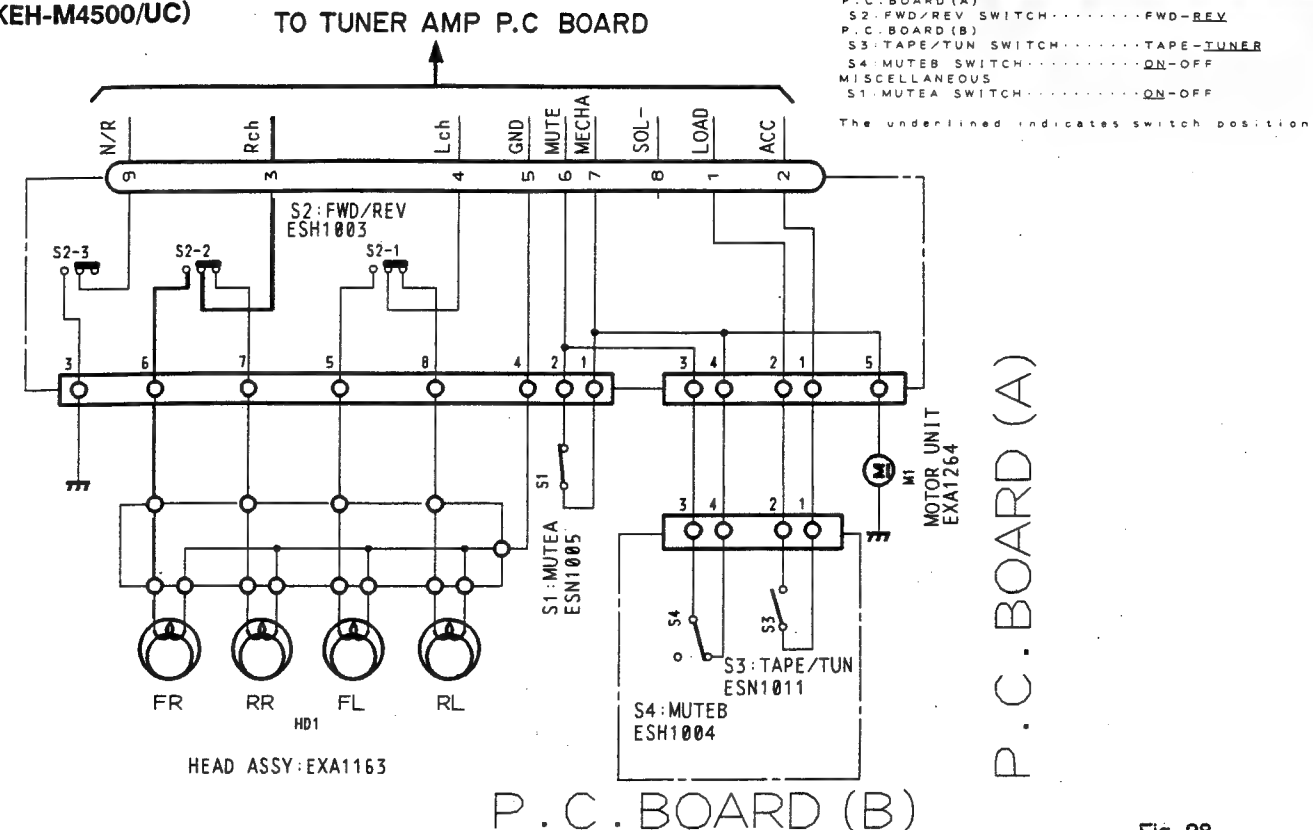 KEH-M4500/UC)
TO TUNER AMP P.C BOARD
P.C.BOARD(A)
S2:FWD/REV SWITCH········FWD-REV
P.C.BOARD(B)
S3:TAPE/TUN SWITCH·······TAPE-TUNER
S4:MUTEB SWITCH··········ON-OFF
MISCELLANEOUS
S1:MUTEA SWITCH··········ON-OFF
The underlined indicates switch position
N/R
Rch
Lch
GND
MUTE
MECHA
SOL-
LOAD
ACC
9 3 4 5 6 7 8 1 2
S2:FWD/REV
ESH1003
S2-3
S2-2
S2-1
3 6 7 5 8 4 2 1
3 4 2 1 5
S1
S1:MUTEA
ESN1005
M
M1
MOTOR UNIT
EXA1264
3 4 2 1
S4
S3
S3:TAPE/TUN
ESN1011
S4:MUTEB
ESH1004
FR RR FL RL
HD1
HEAD ASSY:EXA1163
P.C.BOARD (A)
P.C.BOARD (B)